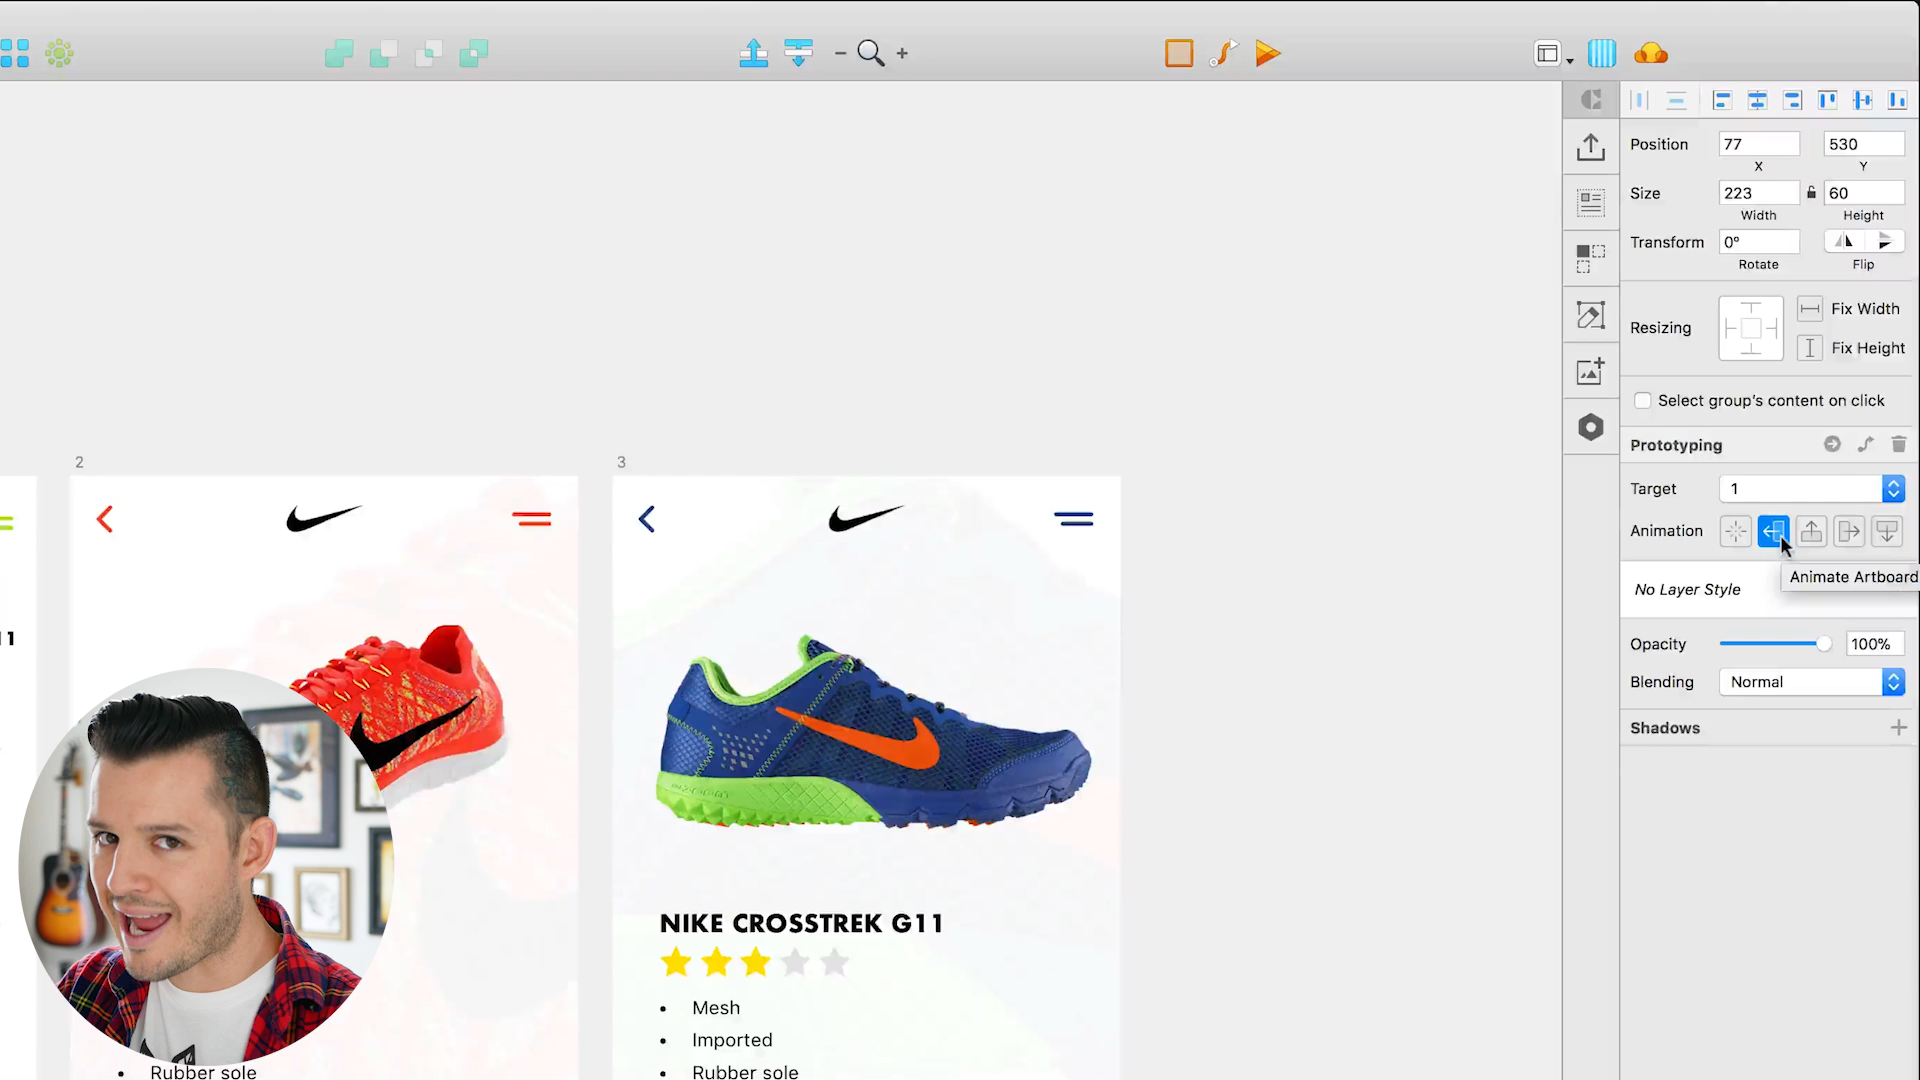 Position
77
530
X
Y
Size
223
60
Width
Height
Transform
0°
Rotate
Flip
Resizing
Fix Width
Fix Height
Select group's content on click
Prototyping
Target
1
Animation
Animate Artboard
No Layer Style
Opacity
100%
Blending
Normal
Shadows
2
3
11
NIKE CROSSTREK G11
• Mesh
• Imported
• Rubber sole
• Rubber sole